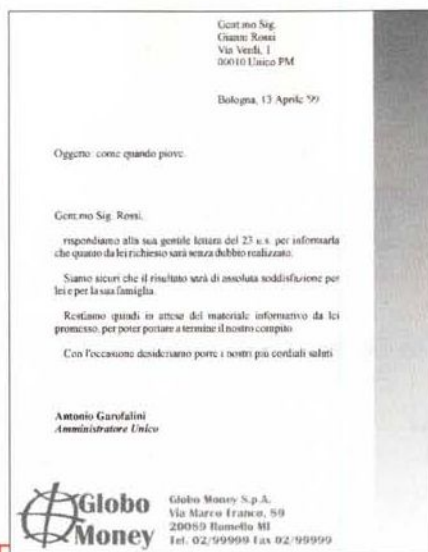 Gent.mo Sig.
Gianni Rossi
Via Verdi, 1
00010 Unico PM
Bologna, 13 Aprile '99
Oggetto: come quando piove.
Gent.mo Sig. Rossi,
rispondiamo alla sua gentile lettera del 23 u.s. per informarla
che quanto da lei richiesto sarà senza dubbio realizzato.
Siamo sicuri che il risultato sarà di assoluta soddisfazione per
lei e per la sua famiglia.
Restiamo quindi in attesa del materiale informativo da lei
promesso, per poter portare a termine il nostro compito.
Con l'occasione desideriamo porre i nostri più cordiali saluti
Antonio Garofalini
Amministratore Unico
Globo
Money
Globo Money S.p.A.
Via Marco Franco, 59
20089 Rumello MI
Tel. 02/99999 Fax 02/99999